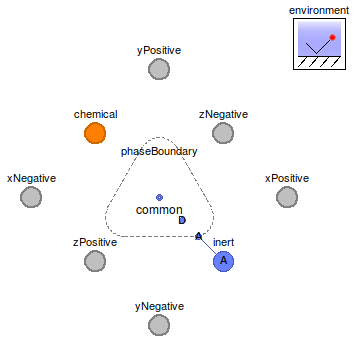 environment
yPositive
chemical
zNegative
phaseBoundary
xNegative
xPositive
common
D
A
inert
zPositive
A
yNegative